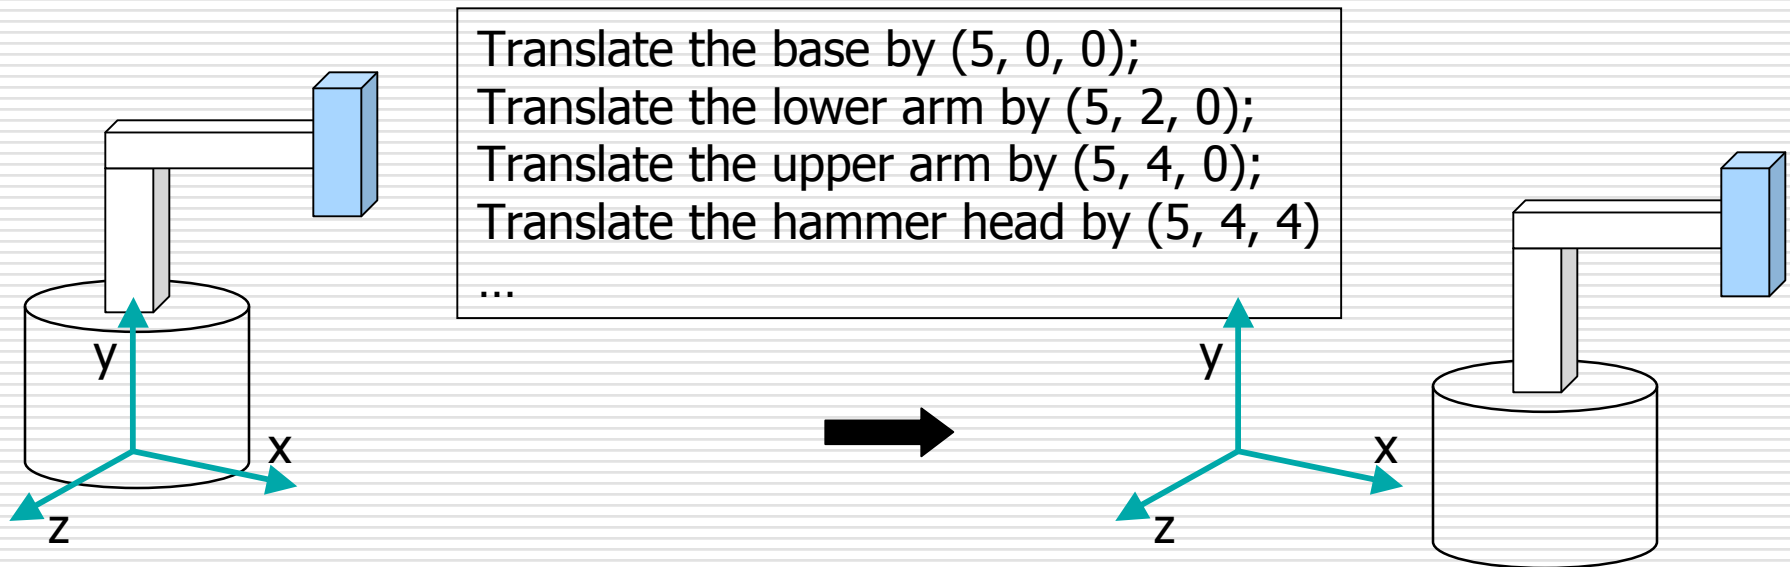 Translate the base by (5, 0, 0);
Translate the lower arm by (5, 2, 0);
Translate the upper arm by (5, 4, 0);
Translate the hammer head by (5, 4, 4)
...
y
x
z
y
x
z